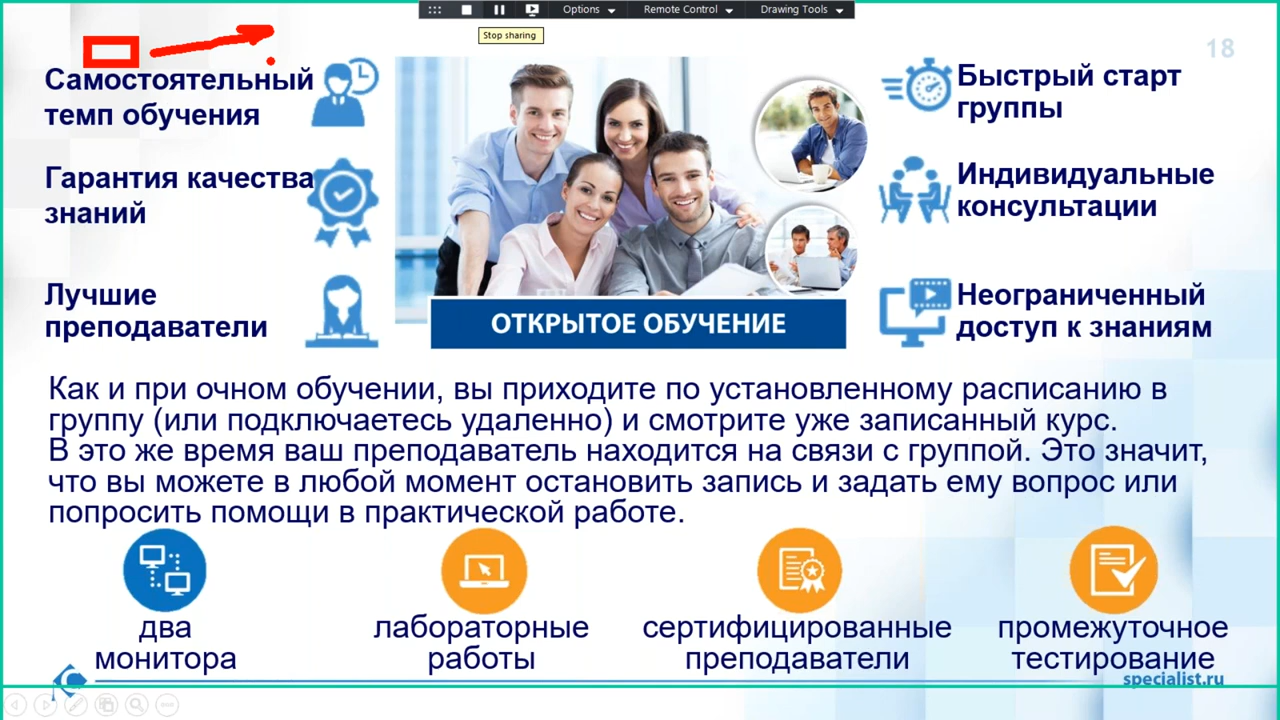 Options
Remote Control
Drawing Tools
Stop sharing
18
Самостоятельный
темп обучения
Быстрый старт
группы
Гарантия качества
знаний
Индивидуальные
консультации
Лучшие
преподаватели
Неограниченный
доступ к знаниям
ОТКРЫТОЕ ОБУЧЕНИЕ
Как и при очном обучении, вы приходите по установленному расписанию в
группу (или подключаетесь удаленно) и смотрите уже записанный курс.
В это же время ваш преподаватель находится на связи с группой. Это значит,
что вы можете в любой момент остановить запись и задать ему вопрос или
попросить помощи в практической работе.
два
монитора
лабораторные
работы
сертифицированные
преподаватели
промежуточное
тестирование
specialist.ru